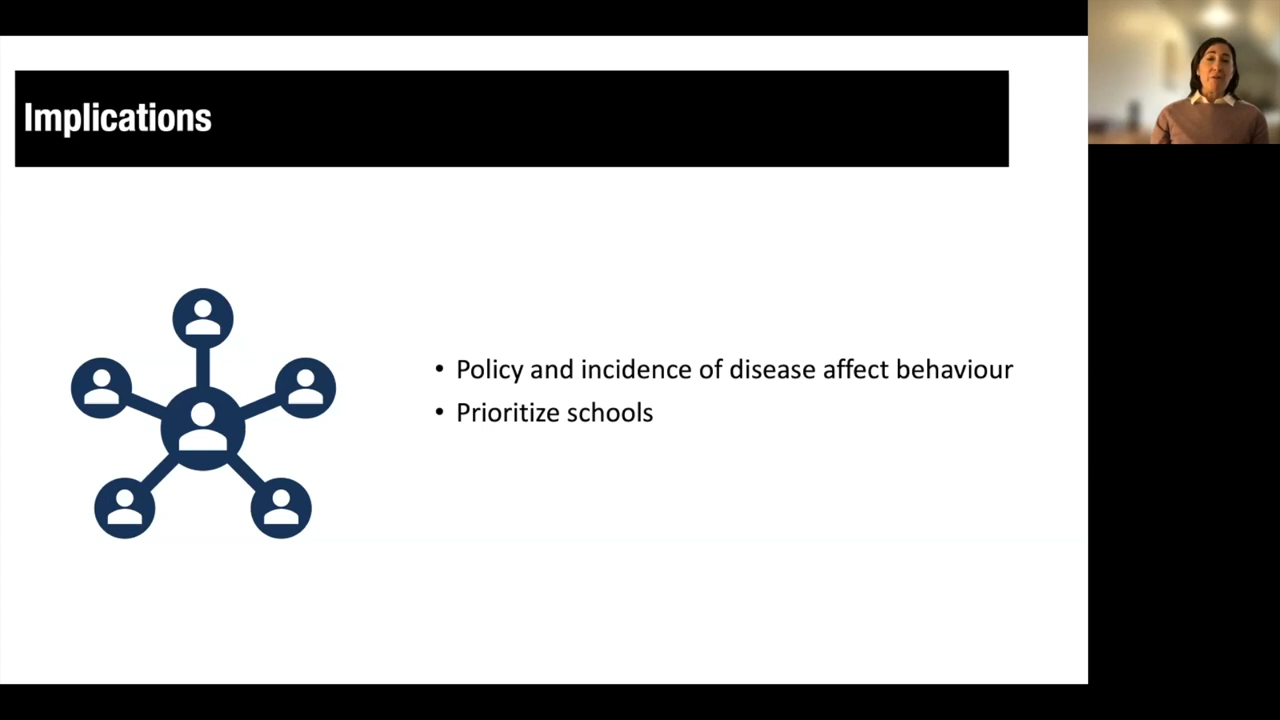 Implications
• Policy and incidence of disease affect behaviour
• Prioritize schools